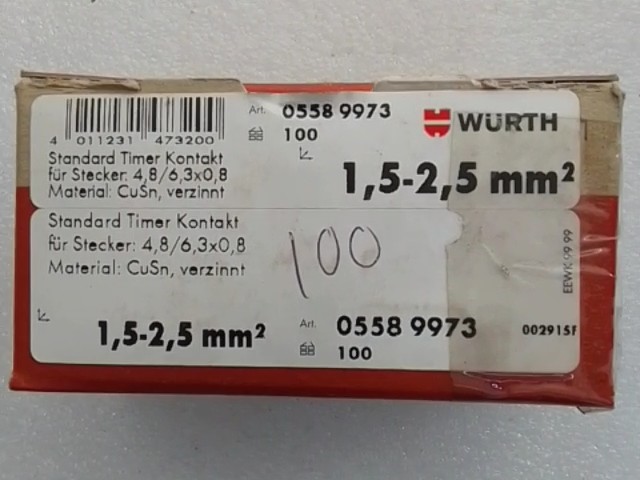 Art. 0558 9973
100
WÜRTH
4 011231 473200
Standard Timer Kontakt
für Stecker: 4,8/6,3x0,8
Material: CuSn, verzinnt
1,5-2,5 mm²
Standard Timer Kontakt
für Stecker: 4,8/6,3x0,8
Material: CuSn, verzinnt
100
1,5-2,5 mm²
Art. 0558 9973
100
002915F